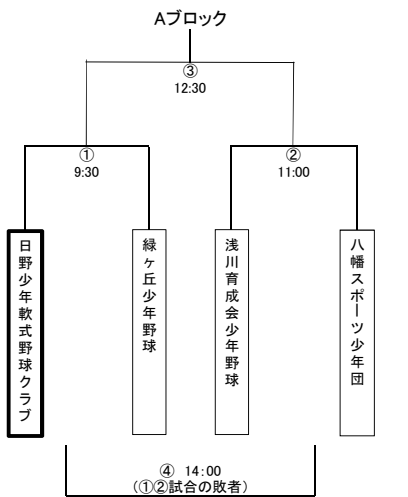 Aブロック
③
12:30
①
9:30
②
11:00
日野少年軟式野球クラブ
緑ヶ丘少年野球
浅川育成会少年野球
八幡スポーツ少年団
④ 14:00
(①②試合の敗者)